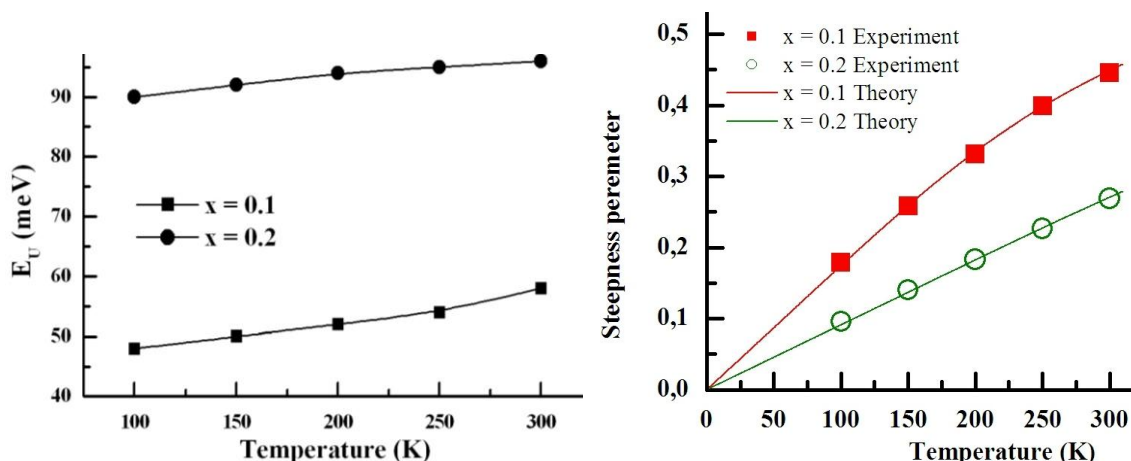 E_U (meV)
90
80
70
60
50
40
x = 0.1
x = 0.2
100 150 200 250 300
Temperature (K)
Steepness peremeter
0,5
0,4
0,3
0,2
0,1
0,0
x = 0.1 Experiment
x = 0.2 Experiment
x = 0.1 Theory
x = 0.2 Theory
0 50 100 150 200 250 300
Temperature (K)